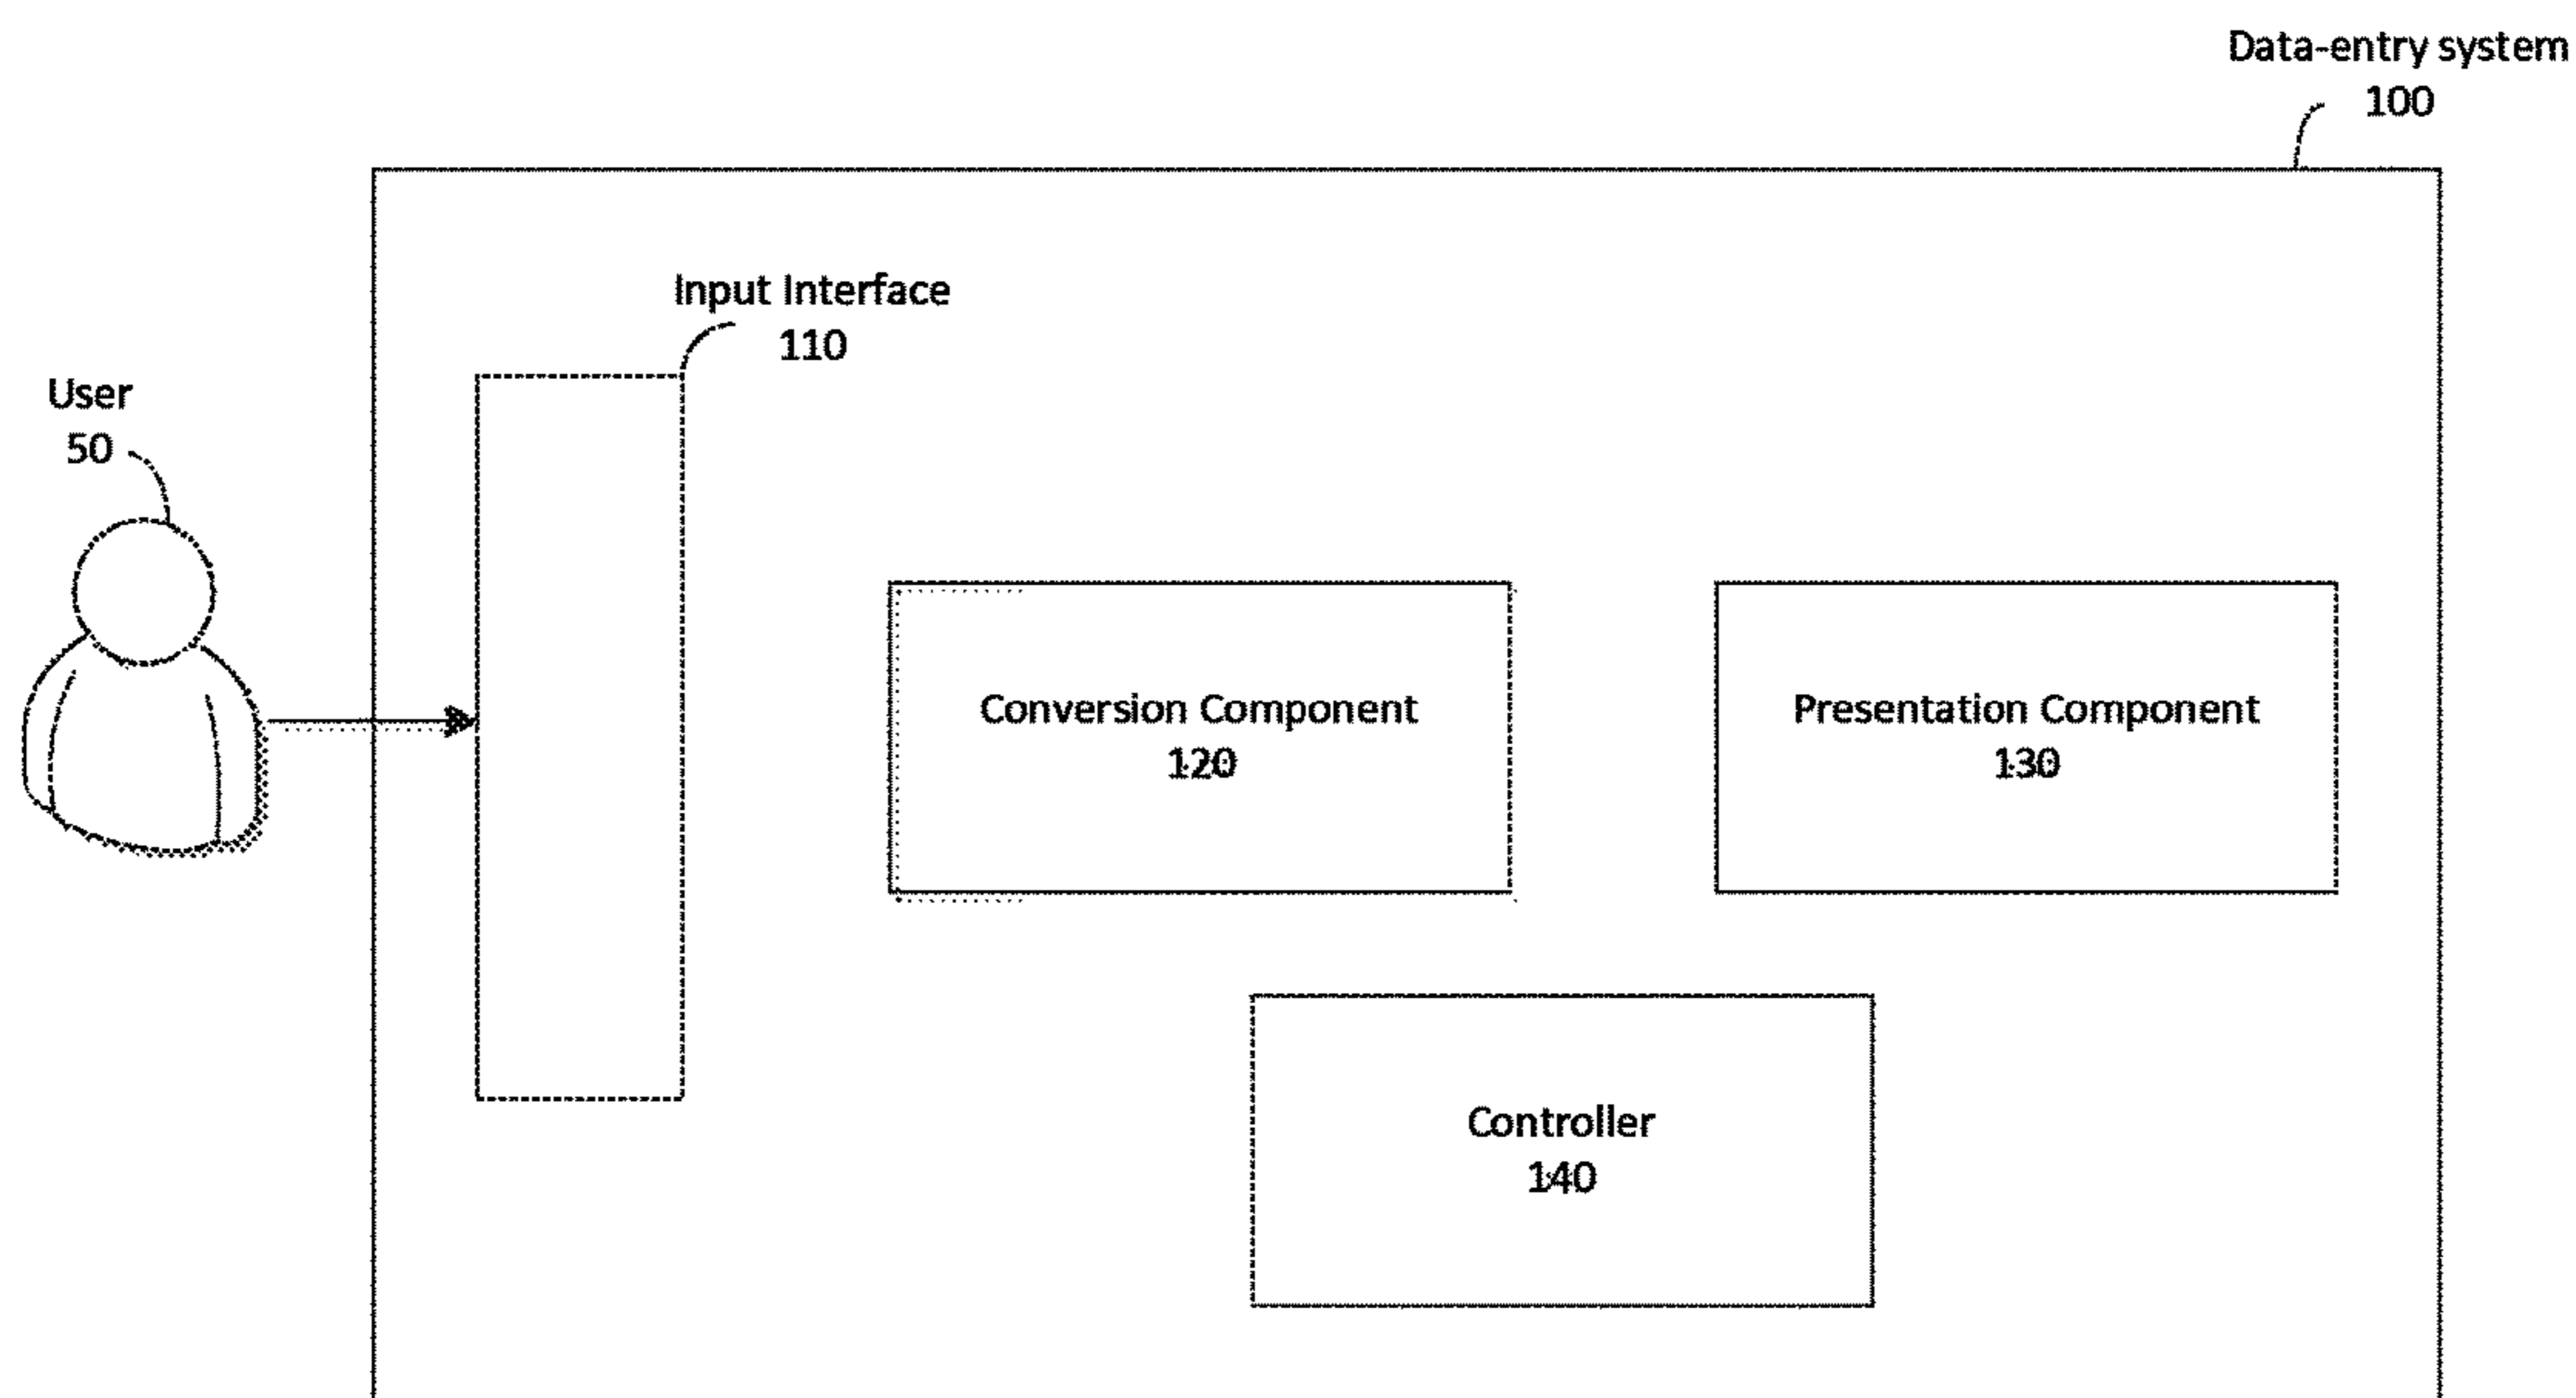 Data-entry system
100
Input Interface
110
User
50
Conversion Component
120
Presentation Component
130
Controller
140